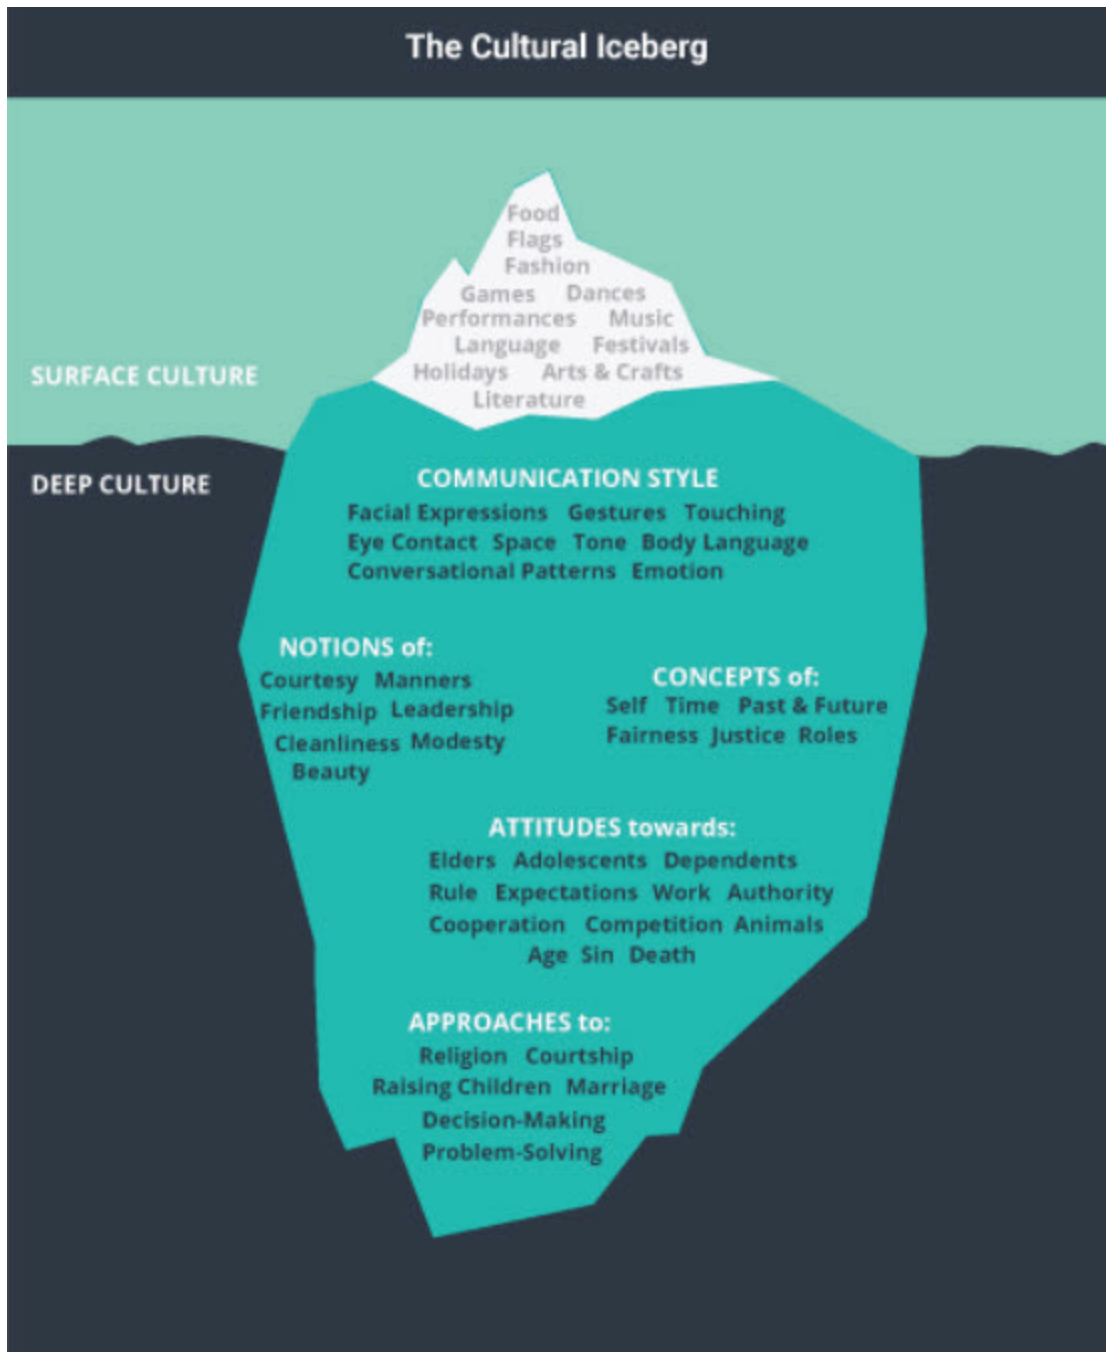 The Cultural Iceberg
Food
Flags
Fashion
Games Dances
Performances Music
Language Festivals
Holidays Arts & Crafts
Literature
SURFACE CULTURE
DEEP CULTURE
COMMUNICATION STYLE
Facial Expressions Gestures Touching
Eye Contact Space Tone Body Language
Conversational Patterns Emotion
NOTIONS of:
Courtesy Manners
Friendship Leadership
Cleanliness Modesty
Beauty
CONCEPTS of:
Self Time Past & Future
Fairness Justice Roles
ATTITUDES towards:
Elders Adolescents Dependents
Rule Expectations Work Authority
Cooperation Competition Animals
Age Sin Death
APPROACHES to:
Religion Courtship
Raising Children Marriage
Decision-Making
Problem-Solving